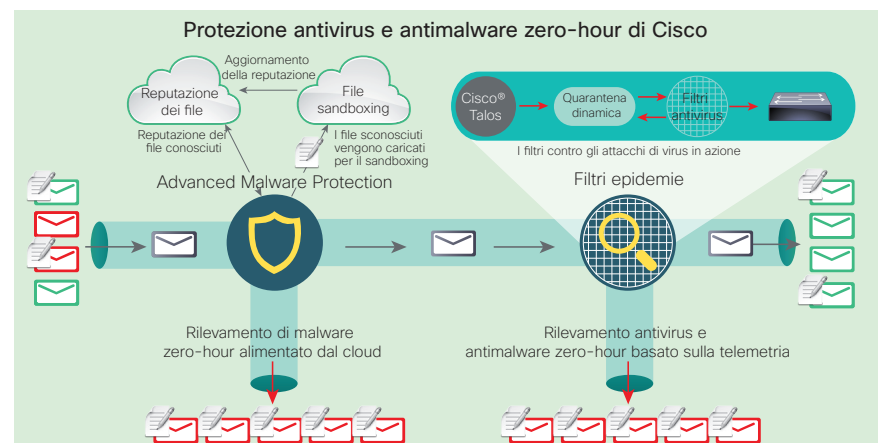 Protezione antivirus e antimalware zero-hour di Cisco
Aggiornamento
della reputazione
Reputazione
dei file
File
sandboxing
Reputazione dei
file conosciuti
I file sconosciuti
vengono caricati
per il sandboxing
Cisco®
Talos
Quarantena
dinamica
Filtri
antivirus
I filtri contro gli attacchi di virus in azione
Advanced Malware Protection
Filtri epidemie
Rilevamento di malware
zero-hour alimentato dal cloud
Rilevamento antivirus e
antimalware zero-hour basato sulla telemetria